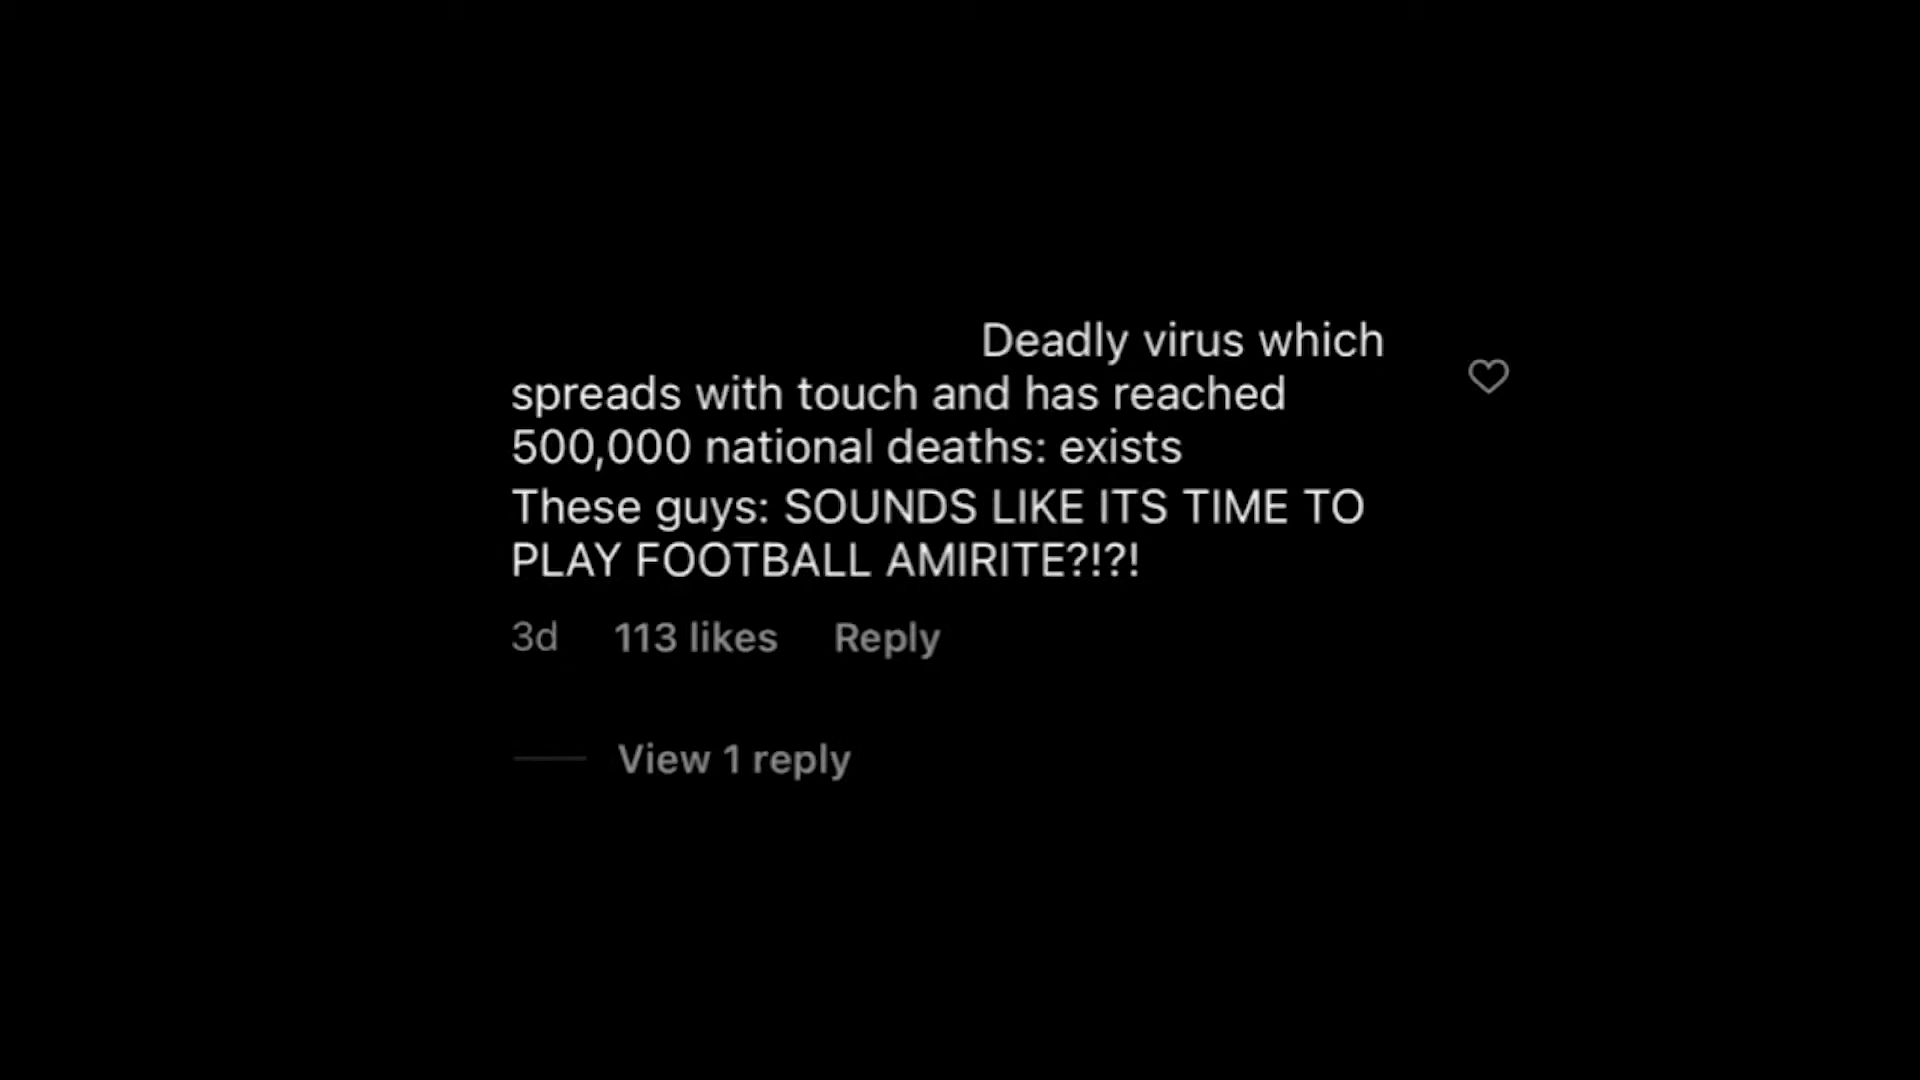 Deadly virus which
spreads with touch and has reached
500,000 national deaths: exists
These guys: SOUNDS LIKE ITS TIME TO
PLAY FOOTBALL AMIRITE?!?!
3d 113 likes Reply
View 1 reply